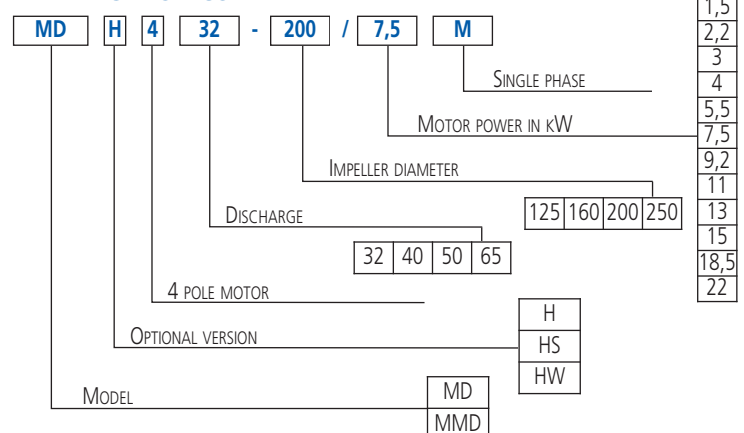 MD H 4 32 - 200 / 7,5 M
SINGLE PHASE
MOTOR POWER IN KW
1,5
2,2
3
4
5,5
7,5
9,2
11
13
15
18,5
22
IMPELLER DIAMETER
125 160 200 250
DISCHARGE
32 40 50 65
4 POLE MOTOR
OPTIONAL VERSION
H
HS
HW
MODEL
MD
MMD